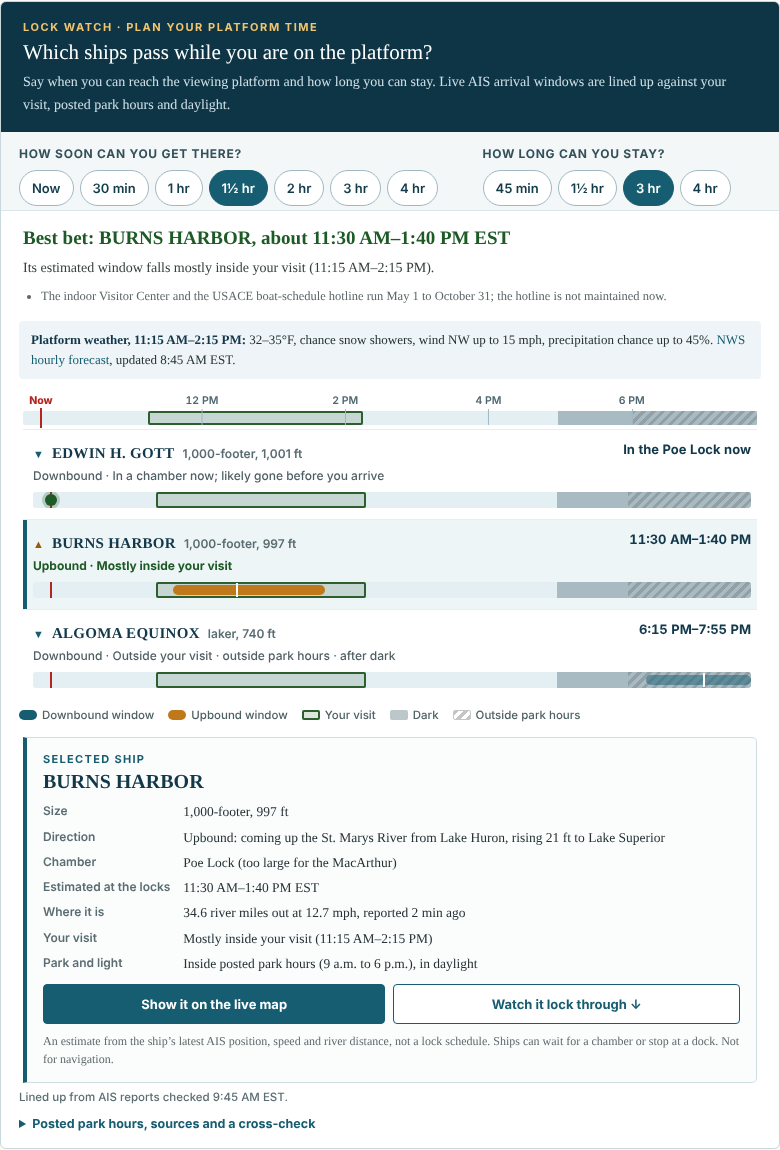 LOCK WATCH · PLAN YOUR PLATFORM TIME
Which ships pass while you are on the platform?
Say when you can reach the viewing platform and how long you can stay. Live AIS arrival windows are lined up against your
visit, posted park hours and daylight.
HOW SOON CAN YOU GET THERE?
Now 30 min 1 hr 1½ hr 2 hr 3 hr 4 hr
HOW LONG CAN YOU STAY?
45 min 1½ hr 3 hr 4 hr
Best bet: BURNS HARBOR, about 11:30 AM–1:40 PM EST
Its estimated window falls mostly inside your visit (11:15 AM–2:15 PM).
• The indoor Visitor Center and the USACE boat-schedule hotline run May 1 to October 31; the hotline is not maintained now.
Platform weather, 11:15 AM–2:15 PM: 32–35°F, chance snow showers, wind NW up to 15 mph, precipitation chance up to 45%. NWS
hourly forecast, updated 8:45 AM EST.
Now 12 PM 2 PM 4 PM 6 PM
▼ EDWIN H. GOTT 1,000-footer, 1,001 ft In the Poe Lock now
Downbound · In a chamber now; likely gone before you arrive
▲ BURNS HARBOR 1,000-footer, 997 ft 11:30 AM–1:40 PM
Upbound · Mostly inside your visit
▼ ALGOMA EQUINOX laker, 740 ft 6:15 PM–7:55 PM
Downbound · Outside your visit · outside park hours · after dark
Downbound window Upbound window Your visit Dark Outside park hours
SELECTED SHIP
BURNS HARBOR
Size 1,000-footer, 997 ft
Direction Upbound: coming up the St. Marys River from Lake Huron, rising 21 ft to Lake Superior
Chamber Poe Lock (too large for the MacArthur)
Estimated at the locks 11:30 AM–1:40 PM EST
Where it is 34.6 river miles out at 12.7 mph, reported 2 min ago
Your visit Mostly inside your visit (11:15 AM–2:15 PM)
Park and light Inside posted park hours (9 a.m. to 6 p.m.), in daylight
Show it on the live map Watch it lock through ↓
An estimate from the ship’s latest AIS position, speed and river distance, not a lock schedule. Ships can wait for a chamber or stop at a dock. Not
for navigation.
Lined up from AIS reports checked 9:45 AM EST.
▶ Posted park hours, sources and a cross-check